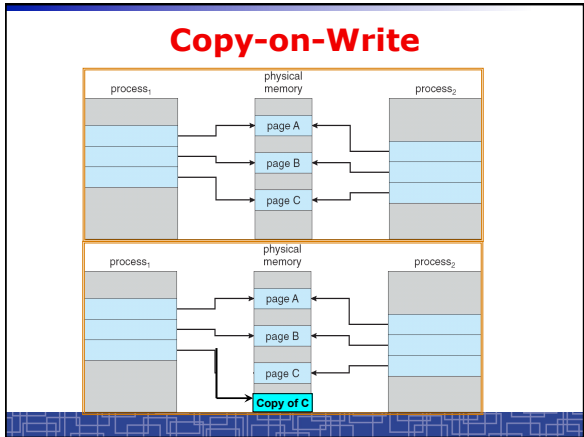 Copy-on-Write
physical
memory
process₁
process₂
page A
page B
page C
physical
memory
process₁
process₂
page A
page B
page C
Copy of C